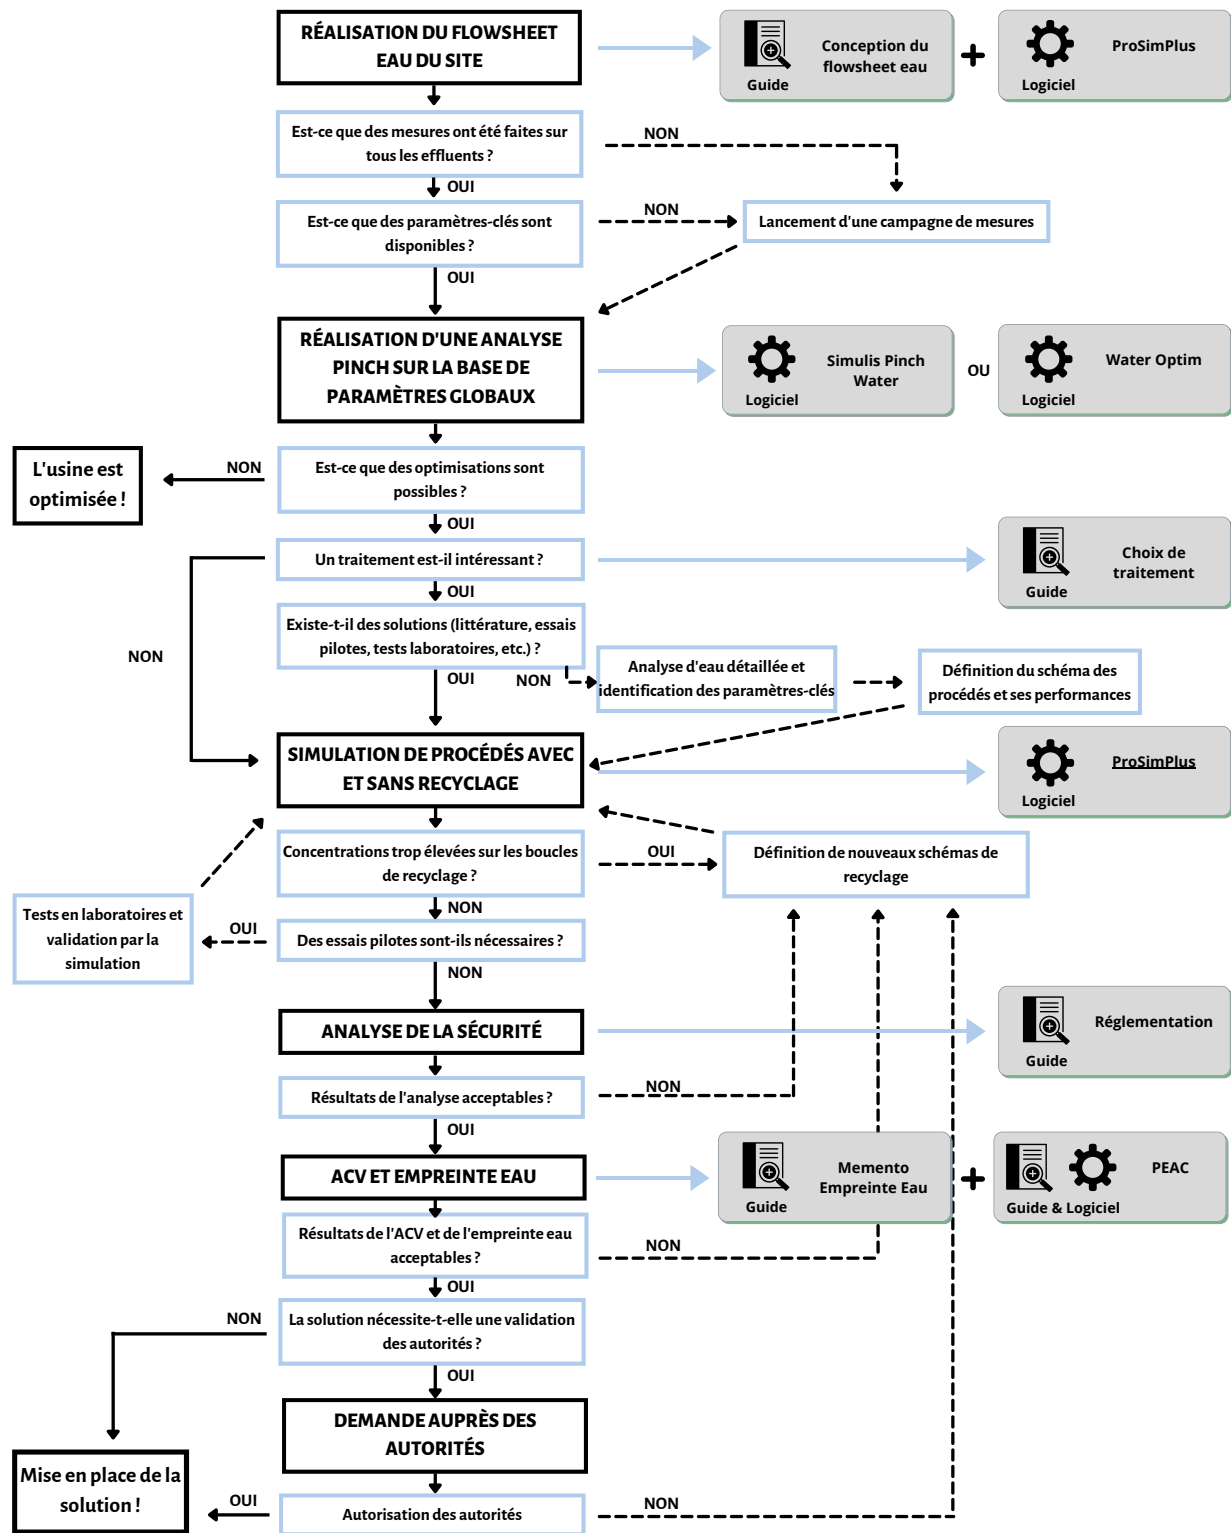 RÉALISATION DU FLOWSHEET
EAU DU SITE
Conception du
flowsheet eau
Guide
ProSimPlus
Logiciel
Est-ce que des mesures ont été faites sur
tous les effluents ?
NON
OUI
Est-ce que des paramètres-clés sont
disponibles ?
NON
Lancement d'une campagne de mesures
OUI
RÉALISATION D'UNE ANALYSE
PINCH SUR LA BASE DE
PARAMÈTRES GLOBAUX
Simulis Pinch
Water
Logiciel
OU
Water Optim
Logiciel
L'usine est
optimisée !
NON
Est-ce que des optimisations sont
possibles ?
OUI
Un traitement est-il intéressant ?
Choix de
traitement
Guide
OUI
NON
Existe-t-il des solutions (littérature, essais
pilotes, tests laboratoires, etc.) ?
OUI
NON
Analyse d'eau détaillée et
identification des paramètres-clés
Définition du schéma des
procédés et ses performances
SIMULATION DE PROCÉDÉS AVEC
ET SANS RECYCLAGE
ProSimPlus
Logiciel
Concentrations trop élevées sur les boucles
de recyclage ?
OUI
Définition de nouveaux schémas de
recyclage
NON
Tests en laboratoires et
validation par la
simulation
OUI
Des essais pilotes sont-ils nécessaires ?
NON
ANALYSE DE LA SÉCURITÉ
Réglementation
Guide
Résultats de l'analyse acceptables ?
NON
OUI
ACV ET EMPREINTE EAU
Memento
Empreinte Eau
Guide
PEAC
Guide & Logiciel
Résultats de l'ACV et de l'empreinte eau
acceptables ?
NON
OUI
NON
La solution nécessite-t-elle une validation
des autorités ?
OUI
DEMANDE AUPRÈS DES
AUTORITÉS
Mise en place de la
solution !
OUI
Autorisation des autorités
NON